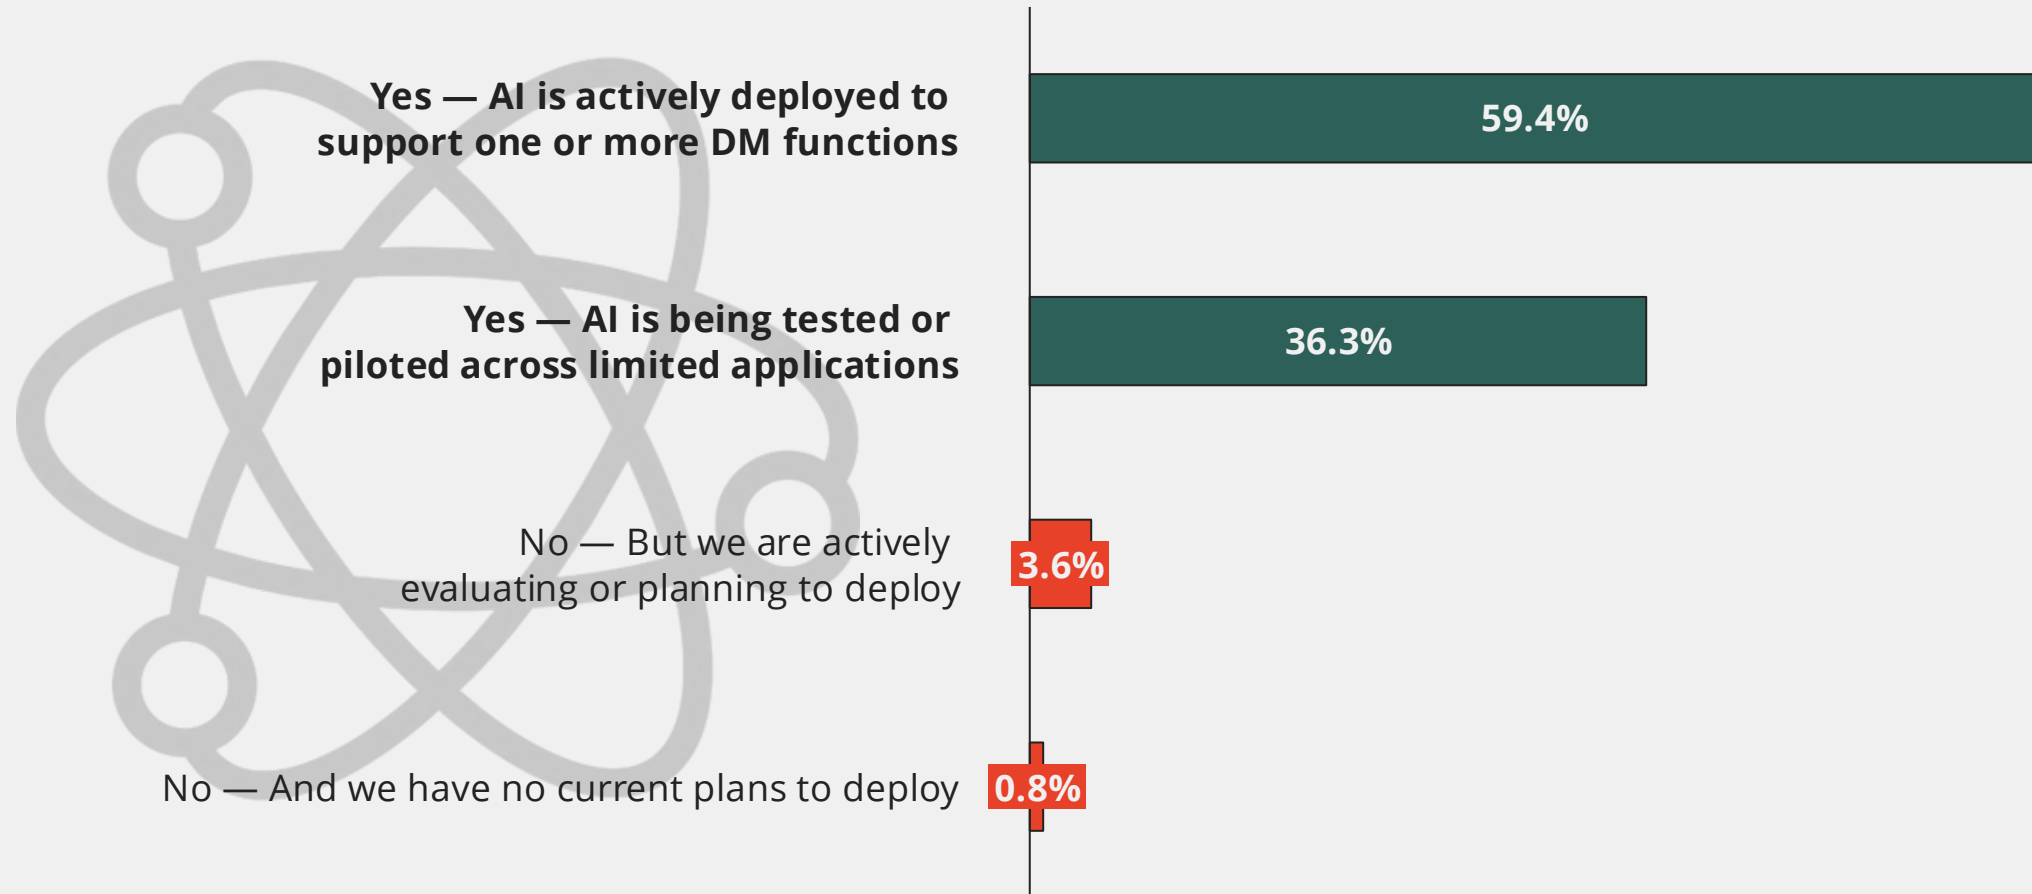 Yes — AI is actively deployed to
support one or more DM functions
59.4%
Yes — AI is being tested or
piloted across limited applications
36.3%
No — But we are actively
evaluating or planning to deploy
3.6%
No — And we have no current plans to deploy
0.8%